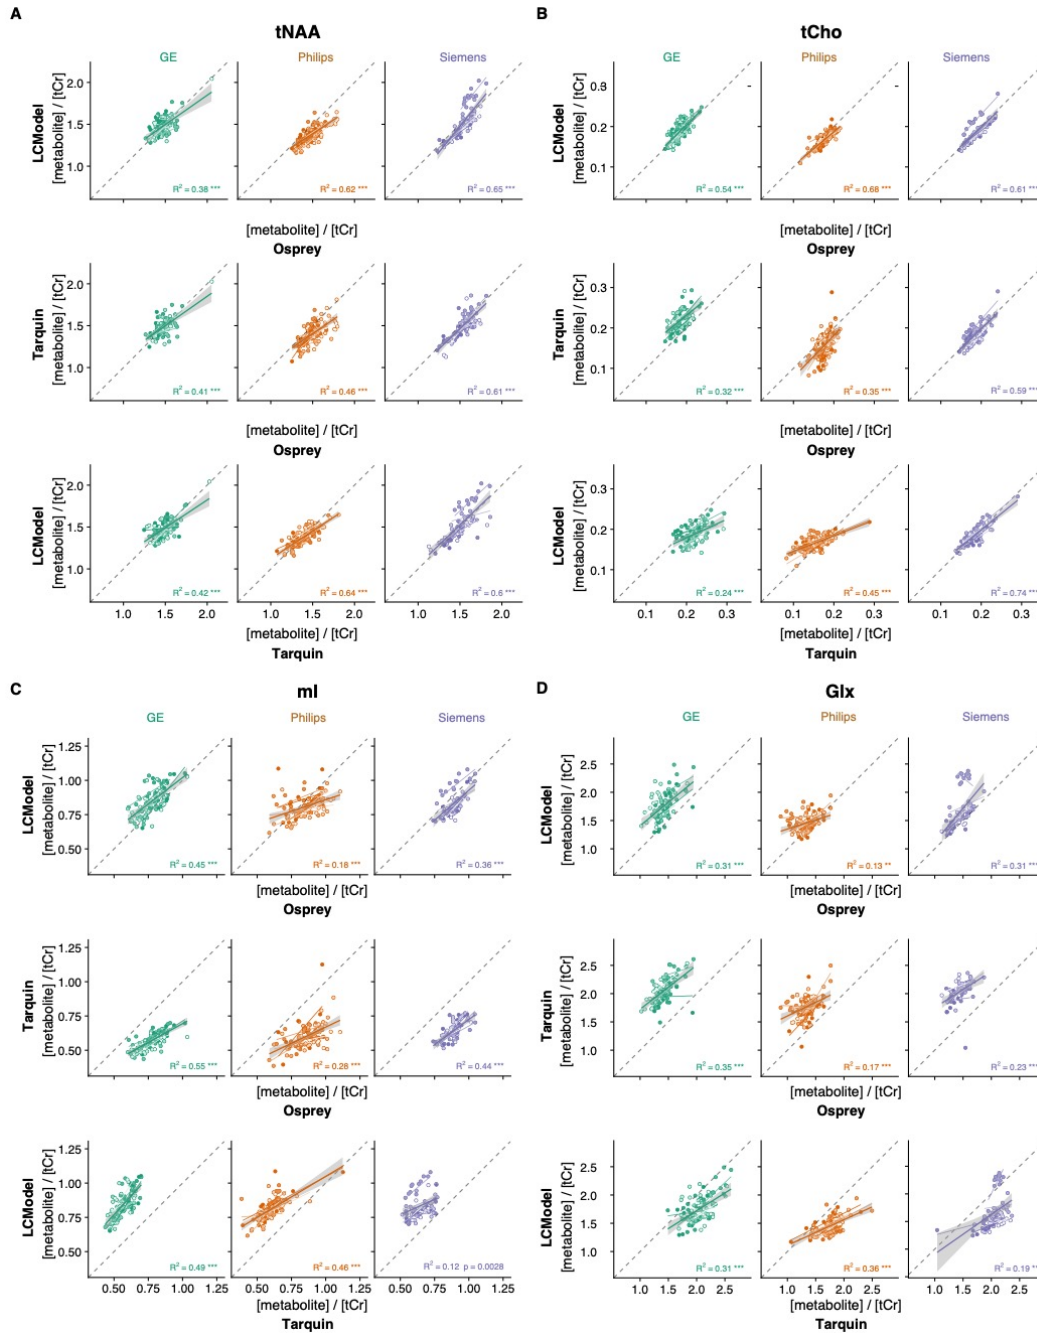 A
tNAA
GE Philips Siemens
LCModel
[metabolite] / [tCr]
2.0
1.5
1.0
R² = 0.38 *** R² = 0.62 *** R² = 0.65 ***
[metabolite] / [tCr]
Osprey
Tarquin
[metabolite] / [tCr]
2.0
1.5
1.0
R² = 0.41 *** R² = 0.46 *** R² = 0.61 ***
[metabolite] / [tCr]
Osprey
LCModel
[metabolite] / [tCr]
2.0
1.5
1.0
R² = 0.42 *** R² = 0.64 *** R² = 0.6 ***
1.0 1.5 2.0 1.0 1.5 2.0 1.0 1.5 2.0
[metabolite] / [tCr]
Tarquin
B
tCho
GE Philips Siemens
LCModel
[metabolite] / [tCr]
0.8
0.2
0.1
R² = 0.54 *** R² = 0.68 *** R² = 0.61 ***
[metabolite] / [tCr]
Osprey
Tarquin
[metabolite] / [tCr]
0.3
0.2
0.1
R² = 0.32 *** R² = 0.35 *** R² = 0.59 ***
[metabolite] / [tCr]
Osprey
LCModel
[metabolite] / [tCr]
0.3
0.2
0.1
R² = 0.24 *** R² = 0.45 *** R² = 0.74 ***
0.1 0.2 0.3 0.1 0.2 0.3 0.1 0.2 0.3
[metabolite] / [tCr]
Tarquin
C
mI
GE Philips Siemens
LCModel
[metabolite] / [tCr]
1.25
1.00
0.75
0.50
R² = 0.45 *** R² = 0.18 *** R² = 0.36 ***
[metabolite] / [tCr]
Osprey
Tarquin
[metabolite] / [tCr]
1.25
1.00
0.75
0.50
R² = 0.55 *** R² = 0.28 *** R² = 0.44 ***
[metabolite] / [tCr]
Osprey
LCModel
[metabolite] / [tCr]
1.25
1.00
0.75
0.50
R² = 0.49 *** R² = 0.46 *** R² = 0.12 p = 0.0028
0.50 0.75 1.00 1.25 0.50 0.75 1.00 1.25 0.50 0.75 1.00 1.25
[metabolite] / [tCr]
Tarquin
D
Glx
GE Philips Siemens
LCModel
[metabolite] / [tCr]
2.5
2.0
1.5
1.0
R² = 0.31 *** R² = 0.13 ** R² = 0.31 ***
[metabolite] / [tCr]
Osprey
Tarquin
[metabolite] / [tCr]
2.5
2.0
1.5
1.0
R² = 0.35 *** R² = 0.17 *** R² = 0.23 ***
[metabolite] / [tCr]
Osprey
LCModel
[metabolite] / [tCr]
2.5
2.0
1.5
1.0
R² = 0.31 *** R² = 0.36 *** R² = 0.19 **
1.0 1.5 2.0 2.5 1.0 1.5 2.0 2.5 1.0 1.5 2.0 2.5
[metabolite] / [tCr]
Tarquin